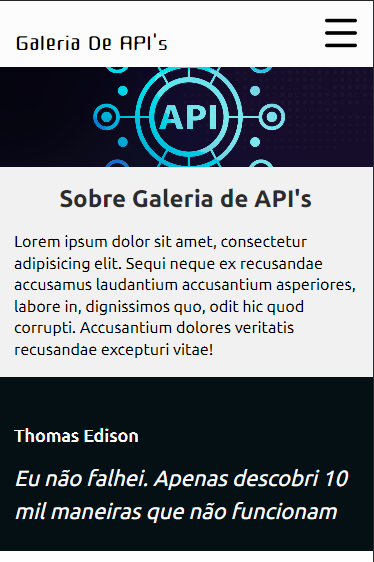 Galeria De API's
API
Sobre Galeria de API's
Lorem ipsum dolor sit amet, consectetur
adipisicing elit. Sequi neque ex recusandae
accusamus laudantium accusantium asperiores,
labore in, dignissimos quo, odit hic quod
corrupti. Accusantium dolores veritatis
recusandae excepturi vitae!
Thomas Edison
Eu não falhei. Apenas descobri 10
mil maneiras que não funcionam